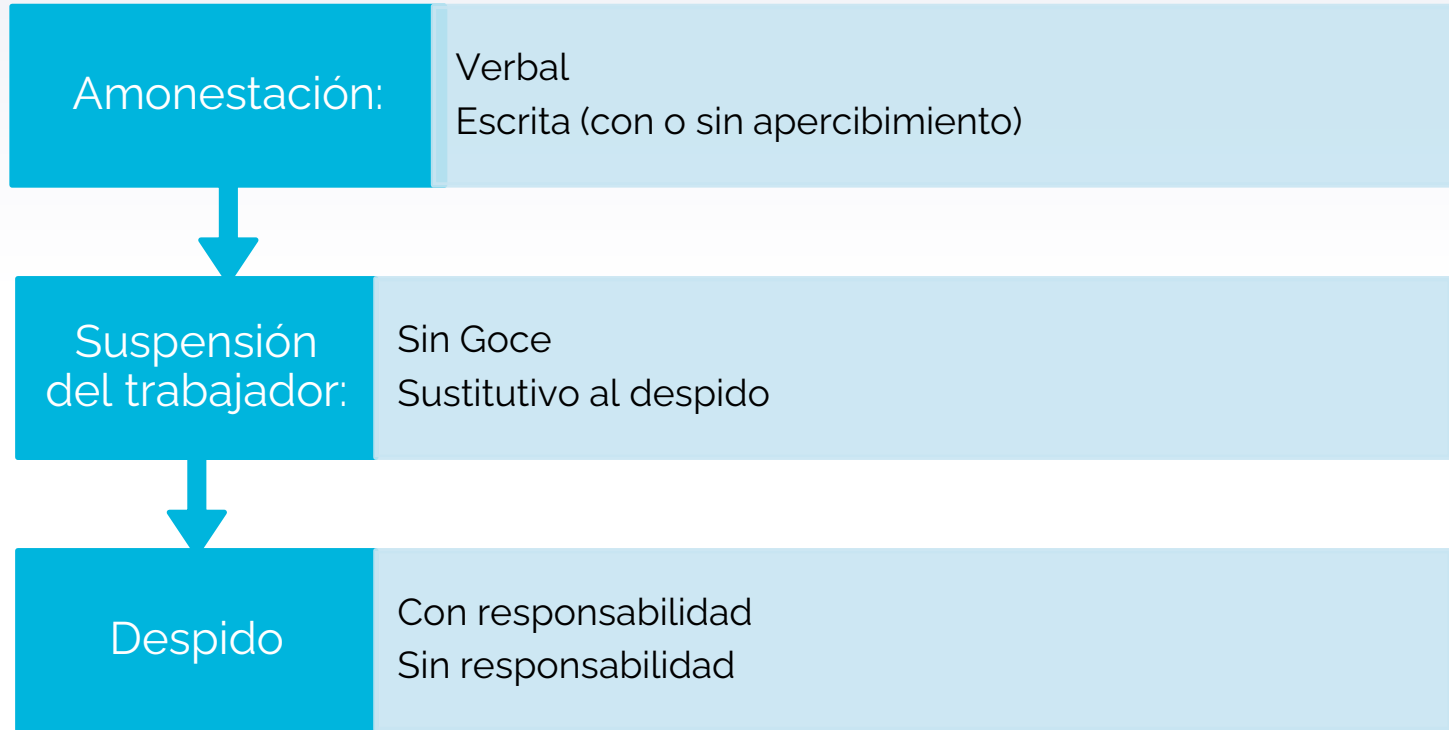 Amonestación:
Verbal
Escrita (con o sin apercibimiento)
Suspensión
del trabajador:
Sin Goce
Sustitutivo al despido
Despido
Con responsabilidad
Sin responsabilidad